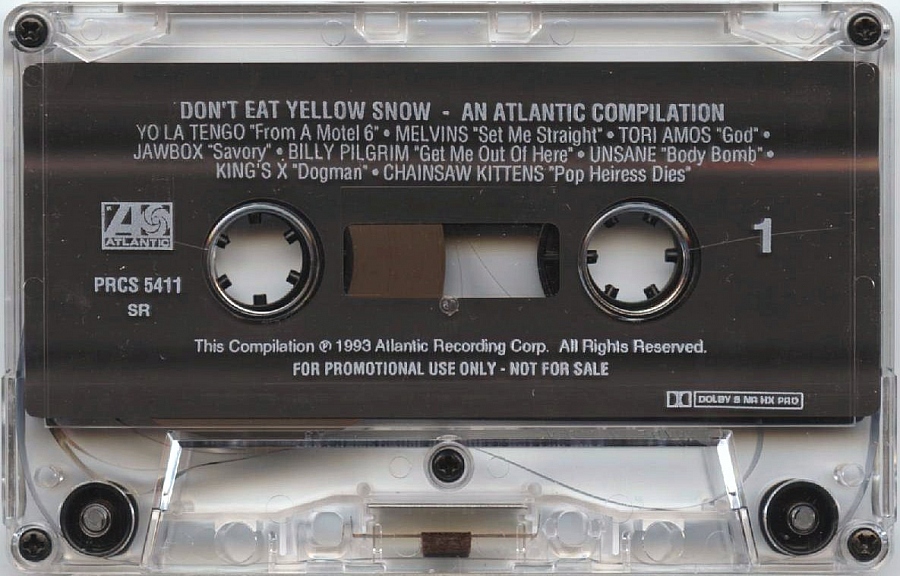 DON'T EAT YELLOW SNOW - AN ATLANTIC COMPILATION
YO LA TENGO "From A Motel 6" • MELVINS "Set Me Straight" • TORI AMOS "God" •
JAWBOX "Savory" • BILLY PILGRIM "Get Me Out Of Here" • UNSANE "Body Bomb" •
KING'S X "Dogman" • CHAINSAW KITTENS "Pop Heiress Dies"
ATLANTIC
1
PRCS 5411
SR
This Compilation ℗ 1993 Atlantic Recording Corp. All Rights Reserved.
FOR PROMOTIONAL USE ONLY - NOT FOR SALE
DOLBY B NR HX PRO